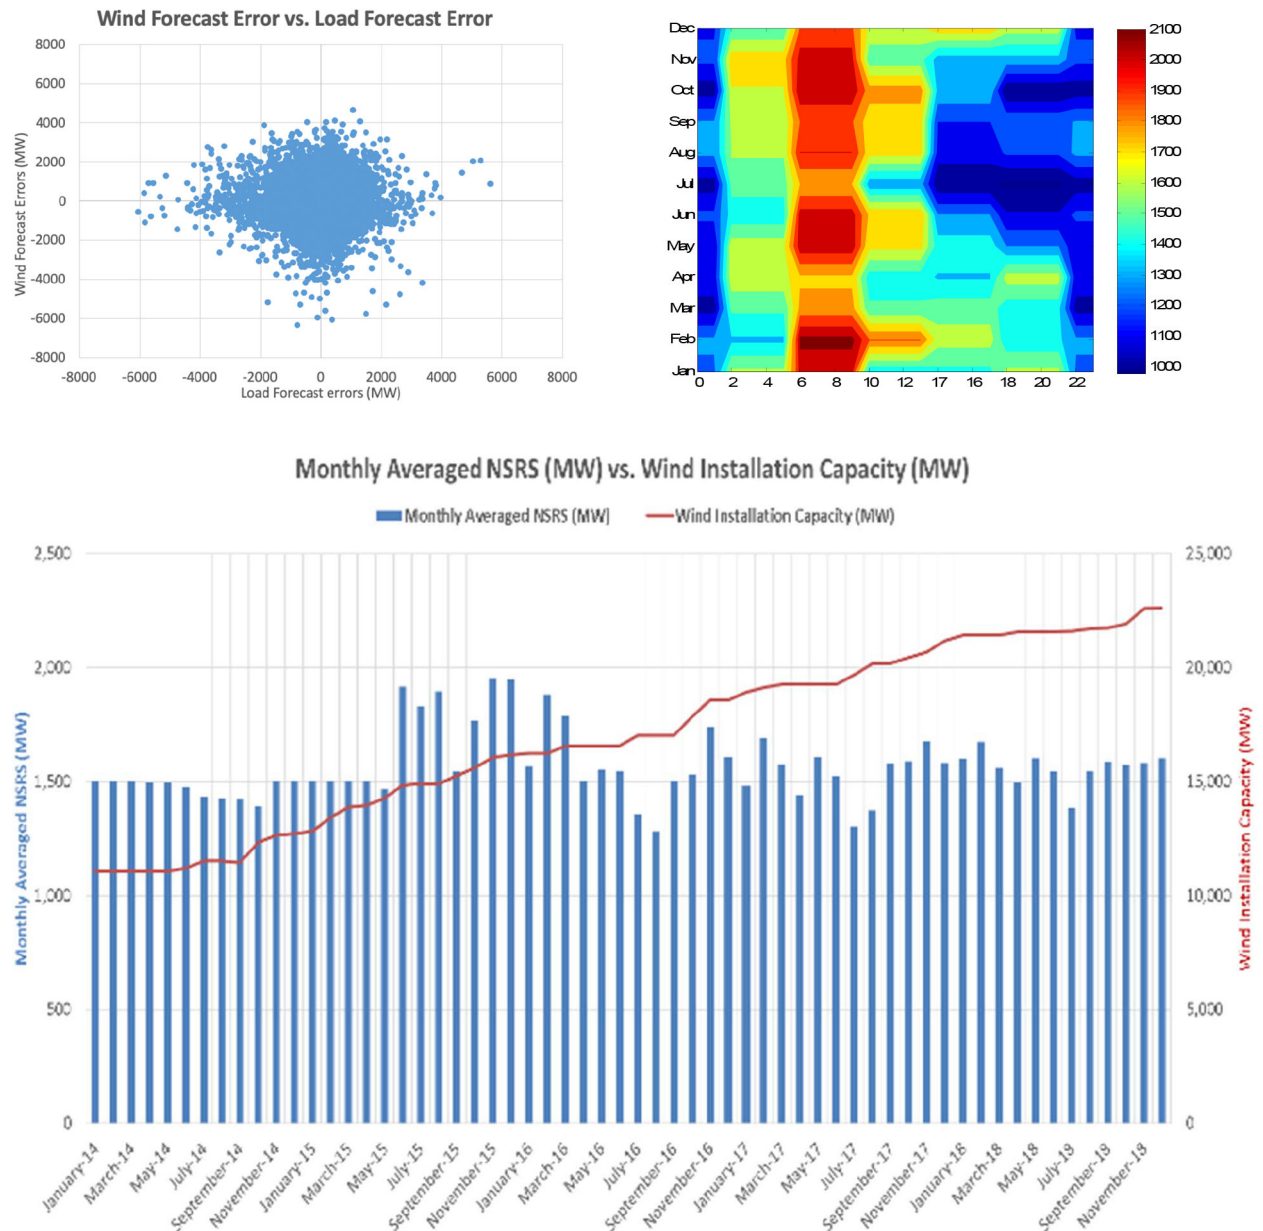 Wind Forecast Error vs. Load Forecast Error
8000
6000
4000
2000
0
-2000
-4000
-6000
-8000
Wind Forecast Errors (MW)
-8000 -6000 -4000 -2000 0 2000 4000 6000 8000
Load Forecast errors (MW)
Dec
Nov
Oct
Sep
Aug
Jul
Jun
May
Apr
Mar
Feb
Jan
0 2 4 6 8 10 12 14 16 18 20 22
2100
2000
1900
1800
1700
1600
1500
1400
1300
1200
1100
1000
Monthly Averaged NSRS (MW) vs. Wind Installation Capacity (MW)
Monthly Averaged NSRS (MW) Wind Installation Capacity (MW)
2,500
2,000
1,500
1,000
500
0
Monthly Averaged NSRS (MW)
25,000
20,000
15,000
10,000
5,000
0
Wind Installation Capacity (MW)
January-14
March-14
May-14
July-14
September-14
November-14
January-15
March-15
May-15
July-15
September-15
November-15
January-16
March-16
May-16
July-16
September-16
November-16
January-17
March-17
May-17
July-17
September-17
November-17
January-18
March-18
May-18
July-18
September-18
November-18